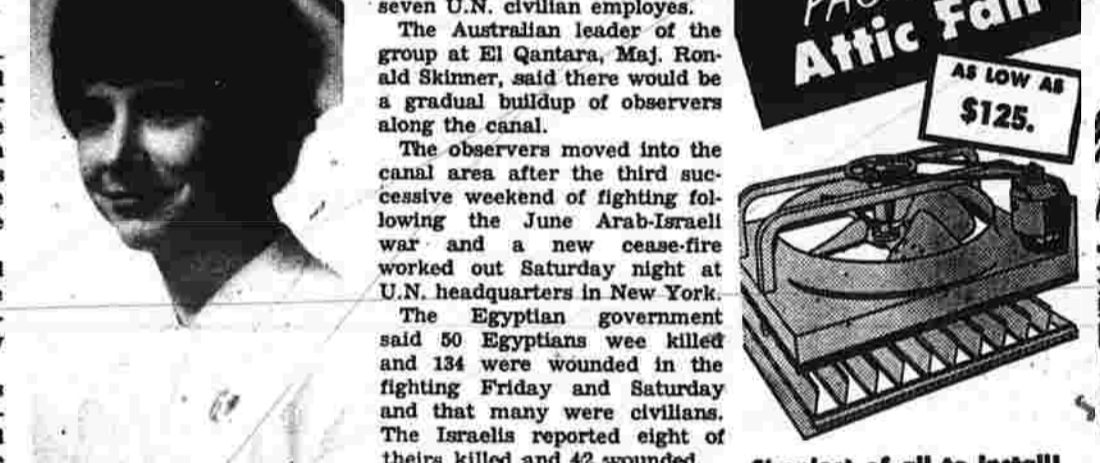 seven U.N. civilian employes.
The Australian leader of the
group at El Qantara, Maj. Ron-
ald Skinner, said there would be
a gradual buildup of observers
along the canal.
The observers moved into the
canal area after the third suc-
cessive weekend of fighting fol-
lowing the June Arab-Israeli
war and a new cease-fire
worked out Saturday night at
U.N. headquarters in New York.
The Egyptian government
said 50 Egyptians wee killed
and 134 were wounded in the
fighting Friday and Saturday
and that many were civilians.
The Israelis reported eight of
theirs killed and 42 wounded.
Attic Fan
AS LOW AS
$125.